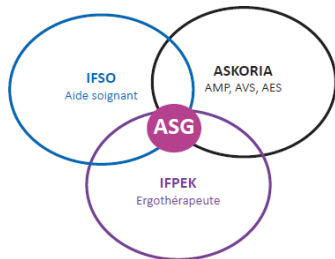 IFSO
Aide soignant
ASKORIA
AMP, AVS, AES
ASG
IFPEK
Ergothérapeute